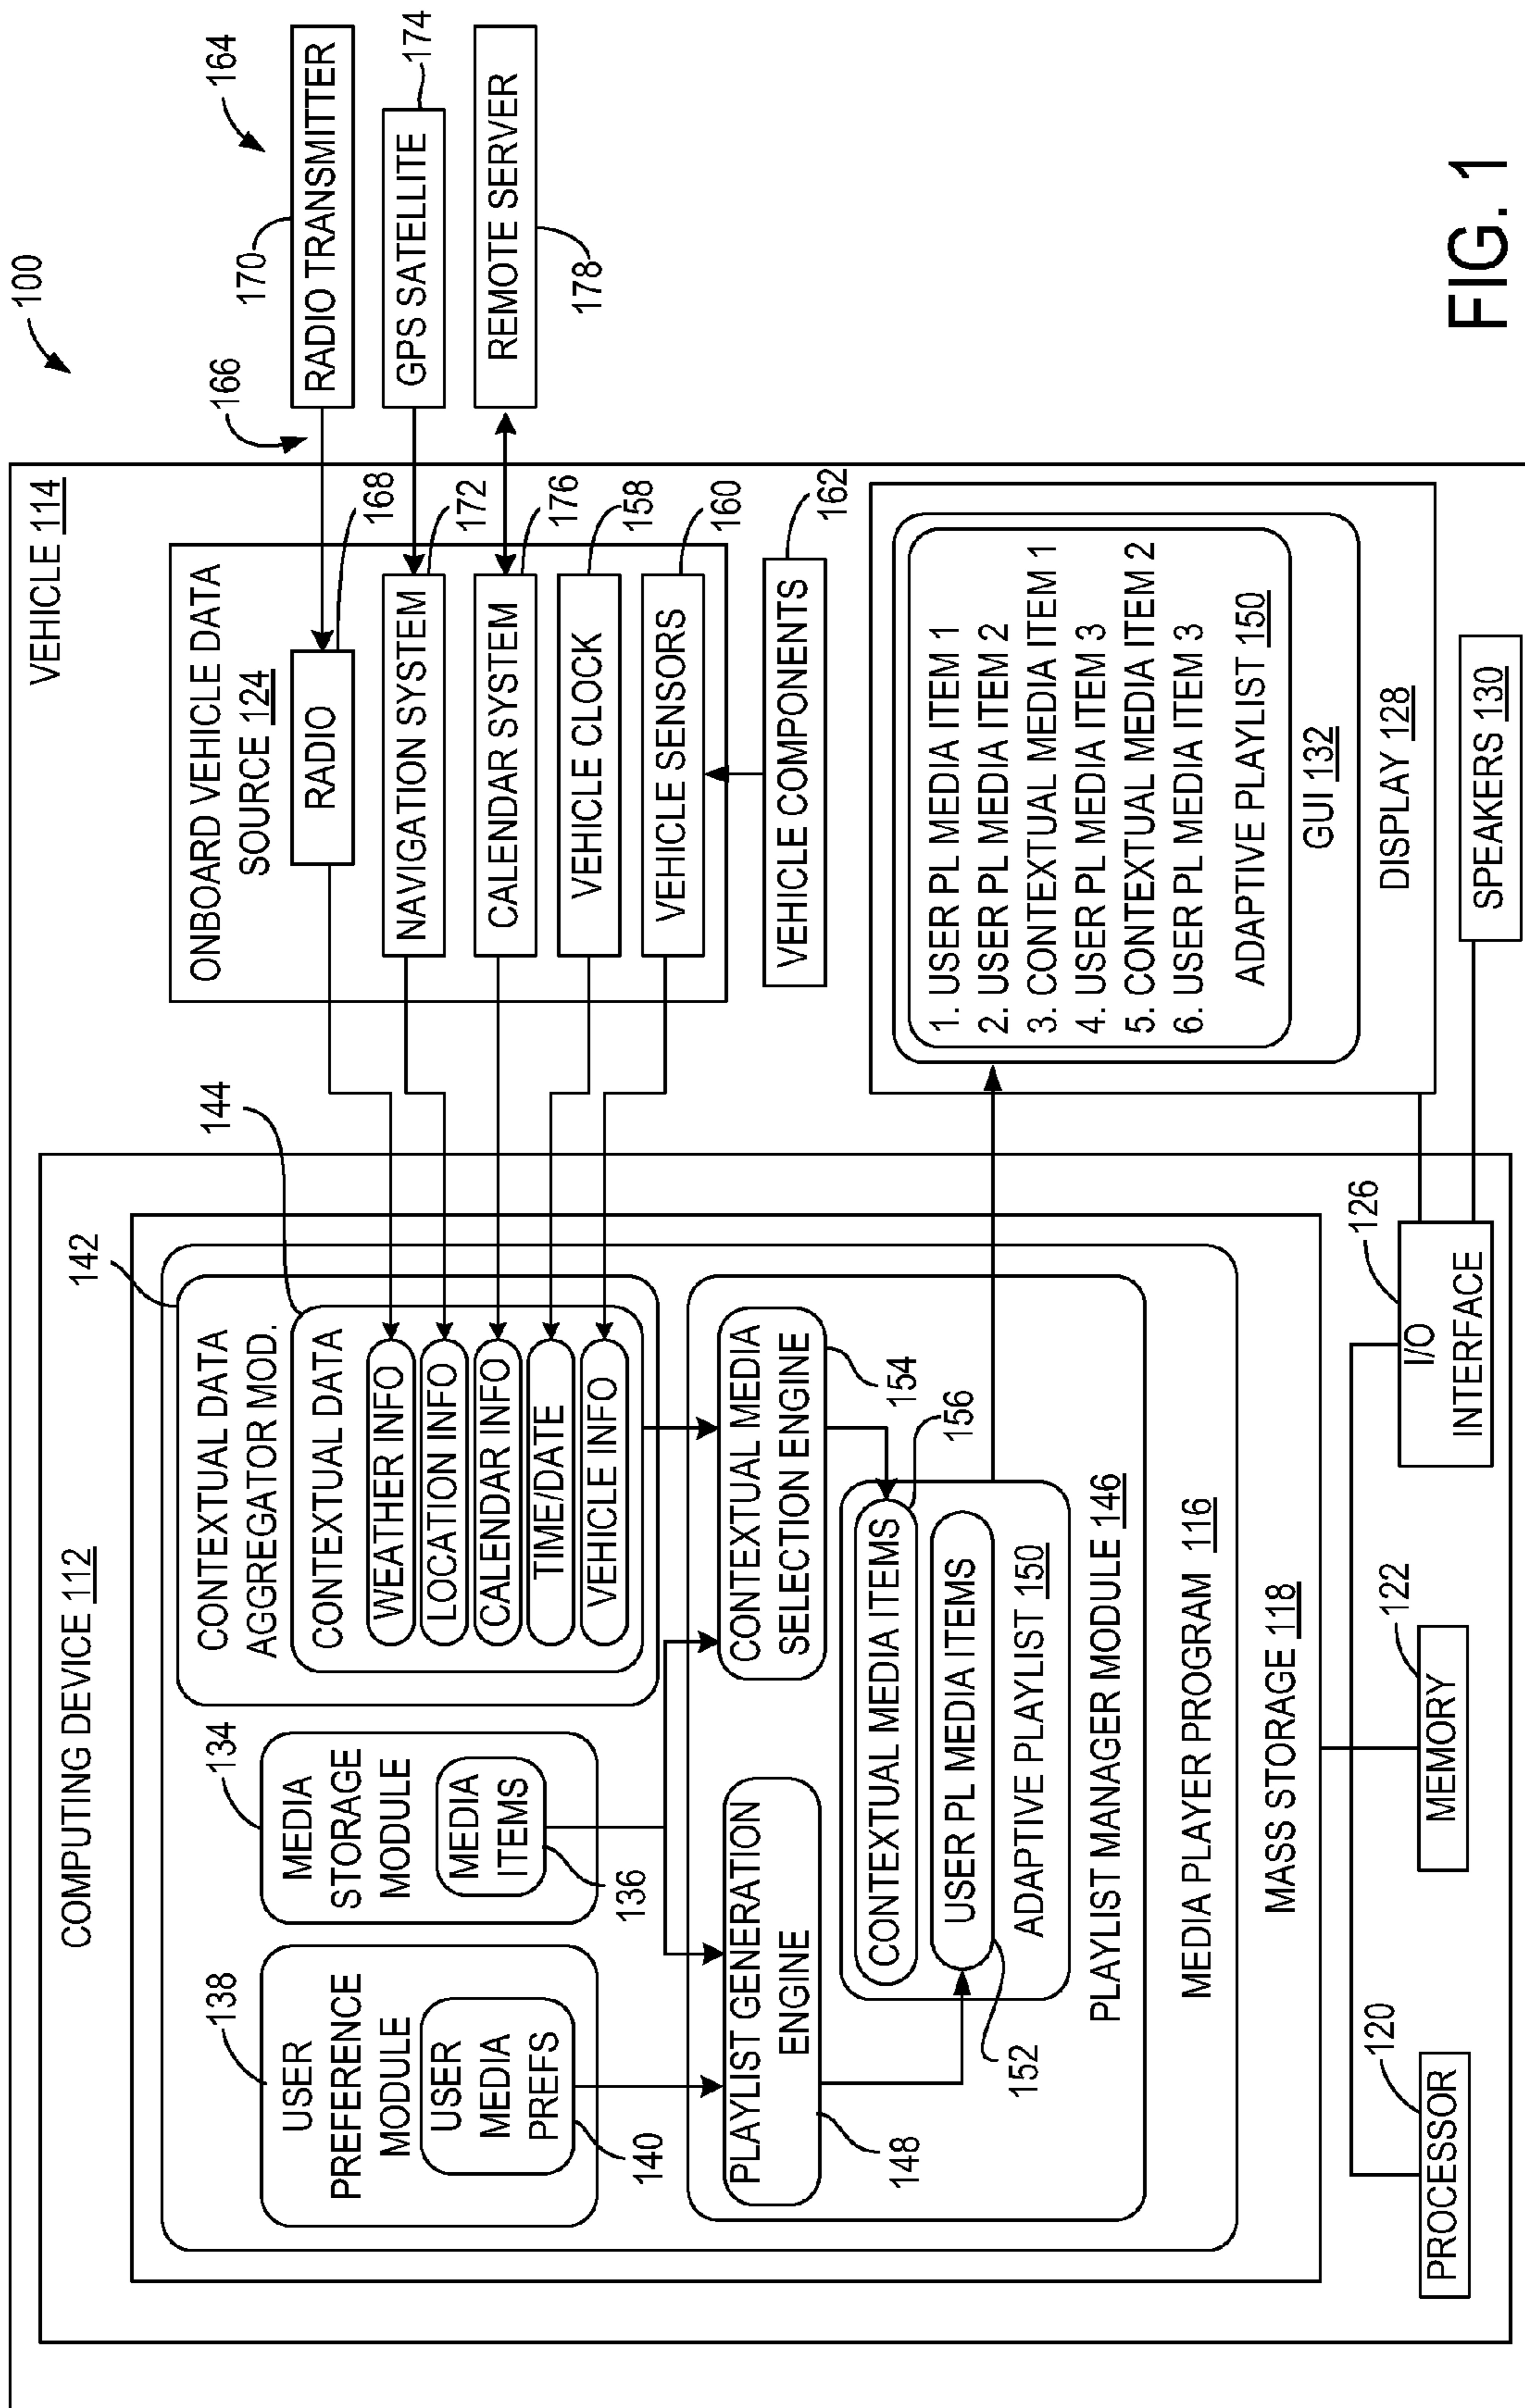 100
VEHICLE 114
164
166
170
RADIO TRANSMITTER
GPS SATELLITE
174
REMOTE SERVER
178
ONBOARD VEHICLE DATA
SOURCE 124
RADIO
168
NAVIGATION SYSTEM
172
CALENDAR SYSTEM
176
VEHICLE CLOCK
158
VEHICLE SENSORS
160
VEHICLE COMPONENTS
162
COMPUTING DEVICE 112
138
USER
PREFERENCE
MODULE
USER
MEDIA
PREFS
140
134
MEDIA
STORAGE
MODULE
MEDIA
ITEMS
136
142
CONTEXTUAL DATA
AGGREGATOR MOD.
144
CONTEXTUAL DATA
WEATHER INFO
LOCATION INFO
CALENDAR INFO
TIME/DATE
VEHICLE INFO
PLAYLIST GENERATION
ENGINE
148
CONTEXTUAL MEDIA
SELECTION ENGINE
154
156
CONTEXTUAL MEDIA ITEMS
USER PL MEDIA ITEMS
152
ADAPTIVE PLAYLIST 150
PLAYLIST MANAGER MODULE 146
MEDIA PLAYER PROGRAM 116
MASS STORAGE 118
1. USER PL MEDIA ITEM 1
2. USER PL MEDIA ITEM 2
3. CONTEXTUAL MEDIA ITEM 1
4. USER PL MEDIA ITEM 3
5. CONTEXTUAL MEDIA ITEM 2
6. USER PL MEDIA ITEM 3
ADAPTIVE PLAYLIST 150
GUI 132
DISPLAY 128
SPEAKERS 130
120
PROCESSOR
122
MEMORY
126
I/O
INTERFACE
FIG. 1